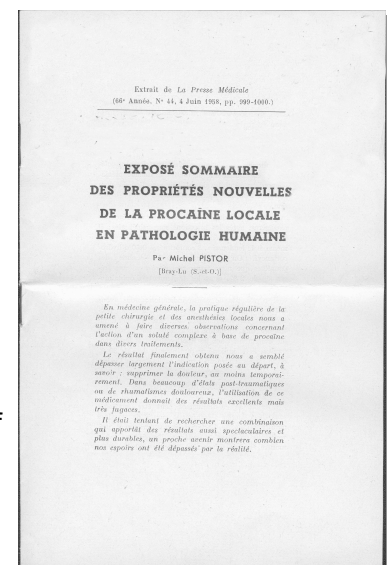 Extrait de La Presse Médicale
(66e Année, No 44, 4 Juin 1958, pp. 999-1000.)
EXPOSÉ SOMMAIRE
DES PROPRIÉTÉS NOUVELLES
DE LA PROCAÏNE LOCALE
EN PATHOLOGIE HUMAINE
Par Michel PISTOR
[Bray-Lu (S.-et-O.)]
En médecine générale, la pratique régulière de la
petite chirurgie et des anesthésies locales nous a
amené à faire diverses observations concernant
l'action d'un soluté complexe à base de procaïne
dans divers traitements.
Le résultat finalement obtenu nous a semblé
dépasser largement l'indication posée au départ, à
savoir : supprimer la douleur, au moins temporai-
rement. Dans beaucoup d'états post-traumatiques
ou de rhumatismes douloureux, l'utilisation de ce
médicament donnait des résultats excellents mais
très fugaces.
Il était tentant de rechercher une combinaison
qui apportât des résultats aussi spectaculaires et
plus durables, un proche avenir montrera combien
nos espoirs ont été dépassés par la réalité.